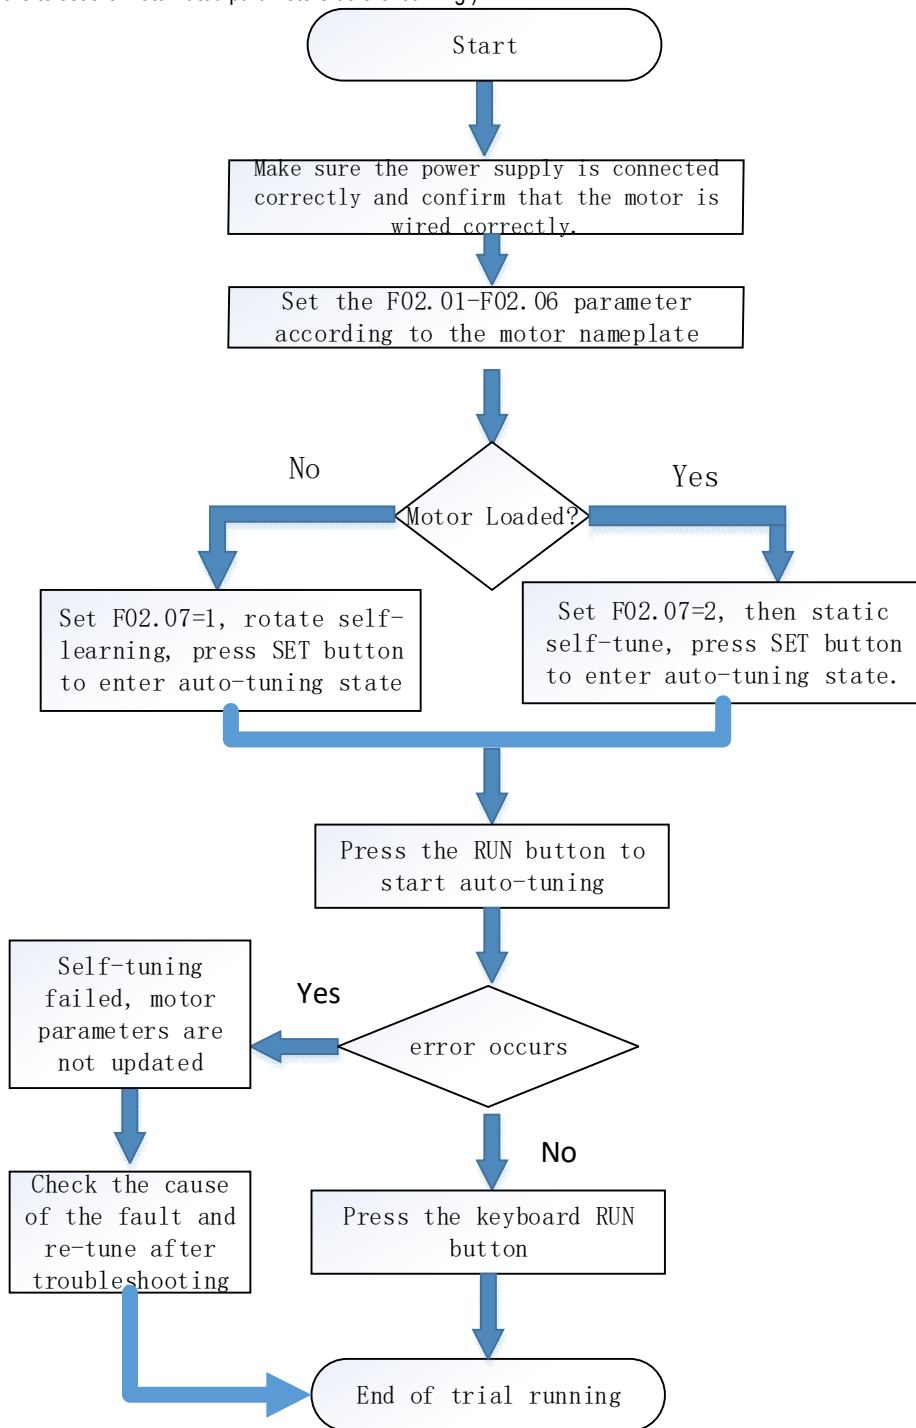 Start
Make sure the power supply is connected
correctly and confirm that the motor is
wired correctly.
Set the F02.01-F02.06 parameter
according to the motor nameplate
No
Yes
Motor Loaded?
Set F02.07=1, rotate self-
learning, press SET button
to enter auto-tuning state
Set F02.07=2, then static
self-tune, press SET button
to enter auto-tuning state.
Press the RUN button to
start auto-tuning
Self-tuning
failed, motor
parameters are
not updated
Yes
error occurs
No
Check the cause
of the fault and
re-tune after
troubleshooting
Press the keyboard RUN
button
End of trial running